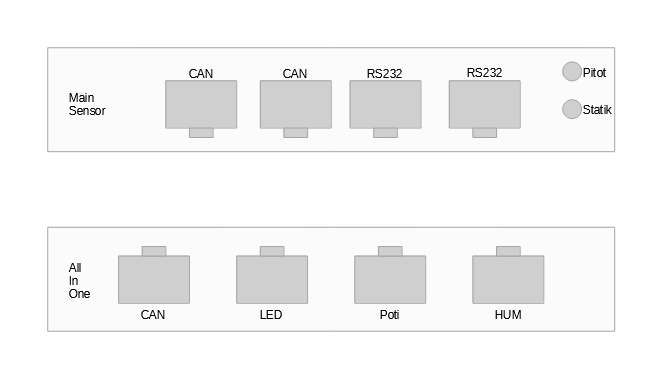 CAN
CAN
RS232
RS232
Pitot
Main
Sensor
Statik
All
In
One
CAN
LED
Poti
HUM